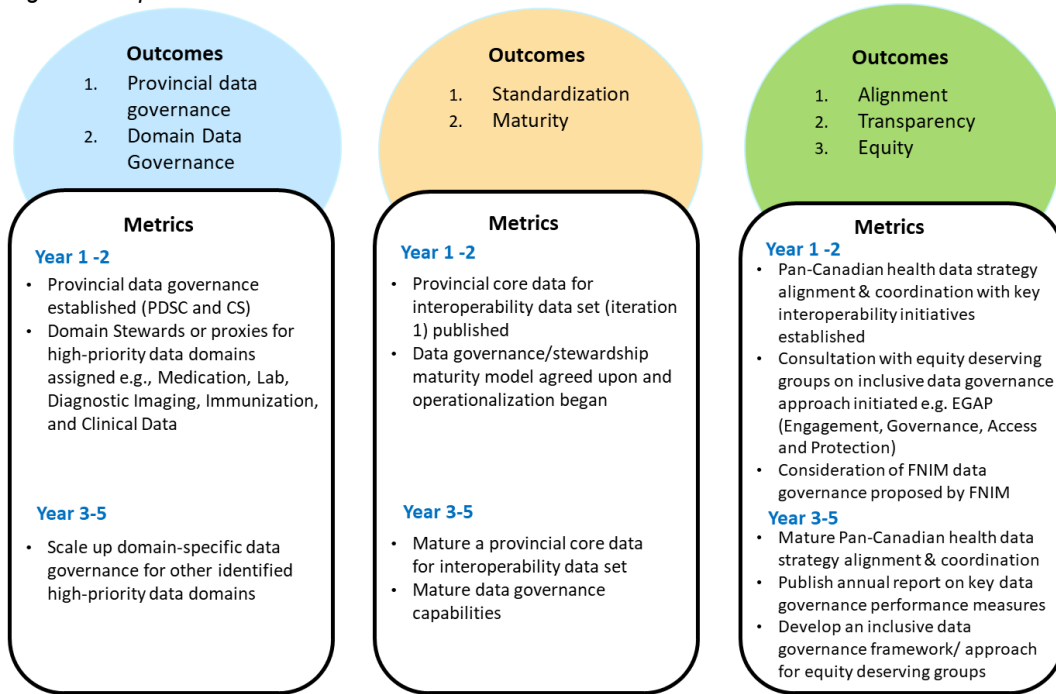 Outcomes
1. Provincial data
governance
2. Domain Data
Governance
Metrics
Year 1 -2
• Provincial data governance
established (PDSC and CS)
• Domain Stewards or proxies for
high-priority data domains
assigned e.g., Medication, Lab,
Diagnostic Imaging, Immunization,
and Clinical Data
Year 3-5
• Scale up domain-specific data
governance for other identified
high-priority data domains
Outcomes
1. Standardization
2. Maturity
Metrics
Year 1 -2
• Provincial core data for
interoperability data set (iteration
1) published
• Data governance/stewardship
maturity model agreed upon and
operationalization began
Year 3-5
• Mature a provincial core data
for interoperability data set
• Mature data governance
capabilities
Outcomes
1. Alignment
2. Transparency
3. Equity
Metrics
Year 1 -2
• Pan-Canadian health data strategy
alignment & coordination with key
interoperability initiatives
established
• Consultation with equity deserving
groups on inclusive data governance
approach initiated e.g. EGAP
(Engagement, Governance, Access
and Protection)
• Consideration of FNIM data
governance proposed by FNIM
Year 3-5
• Mature Pan-Canadian health data
strategy alignment & coordination
• Publish annual report on key data
governance performance measures
• Develop an inclusive data
governance framework/ approach
for equity deserving groups